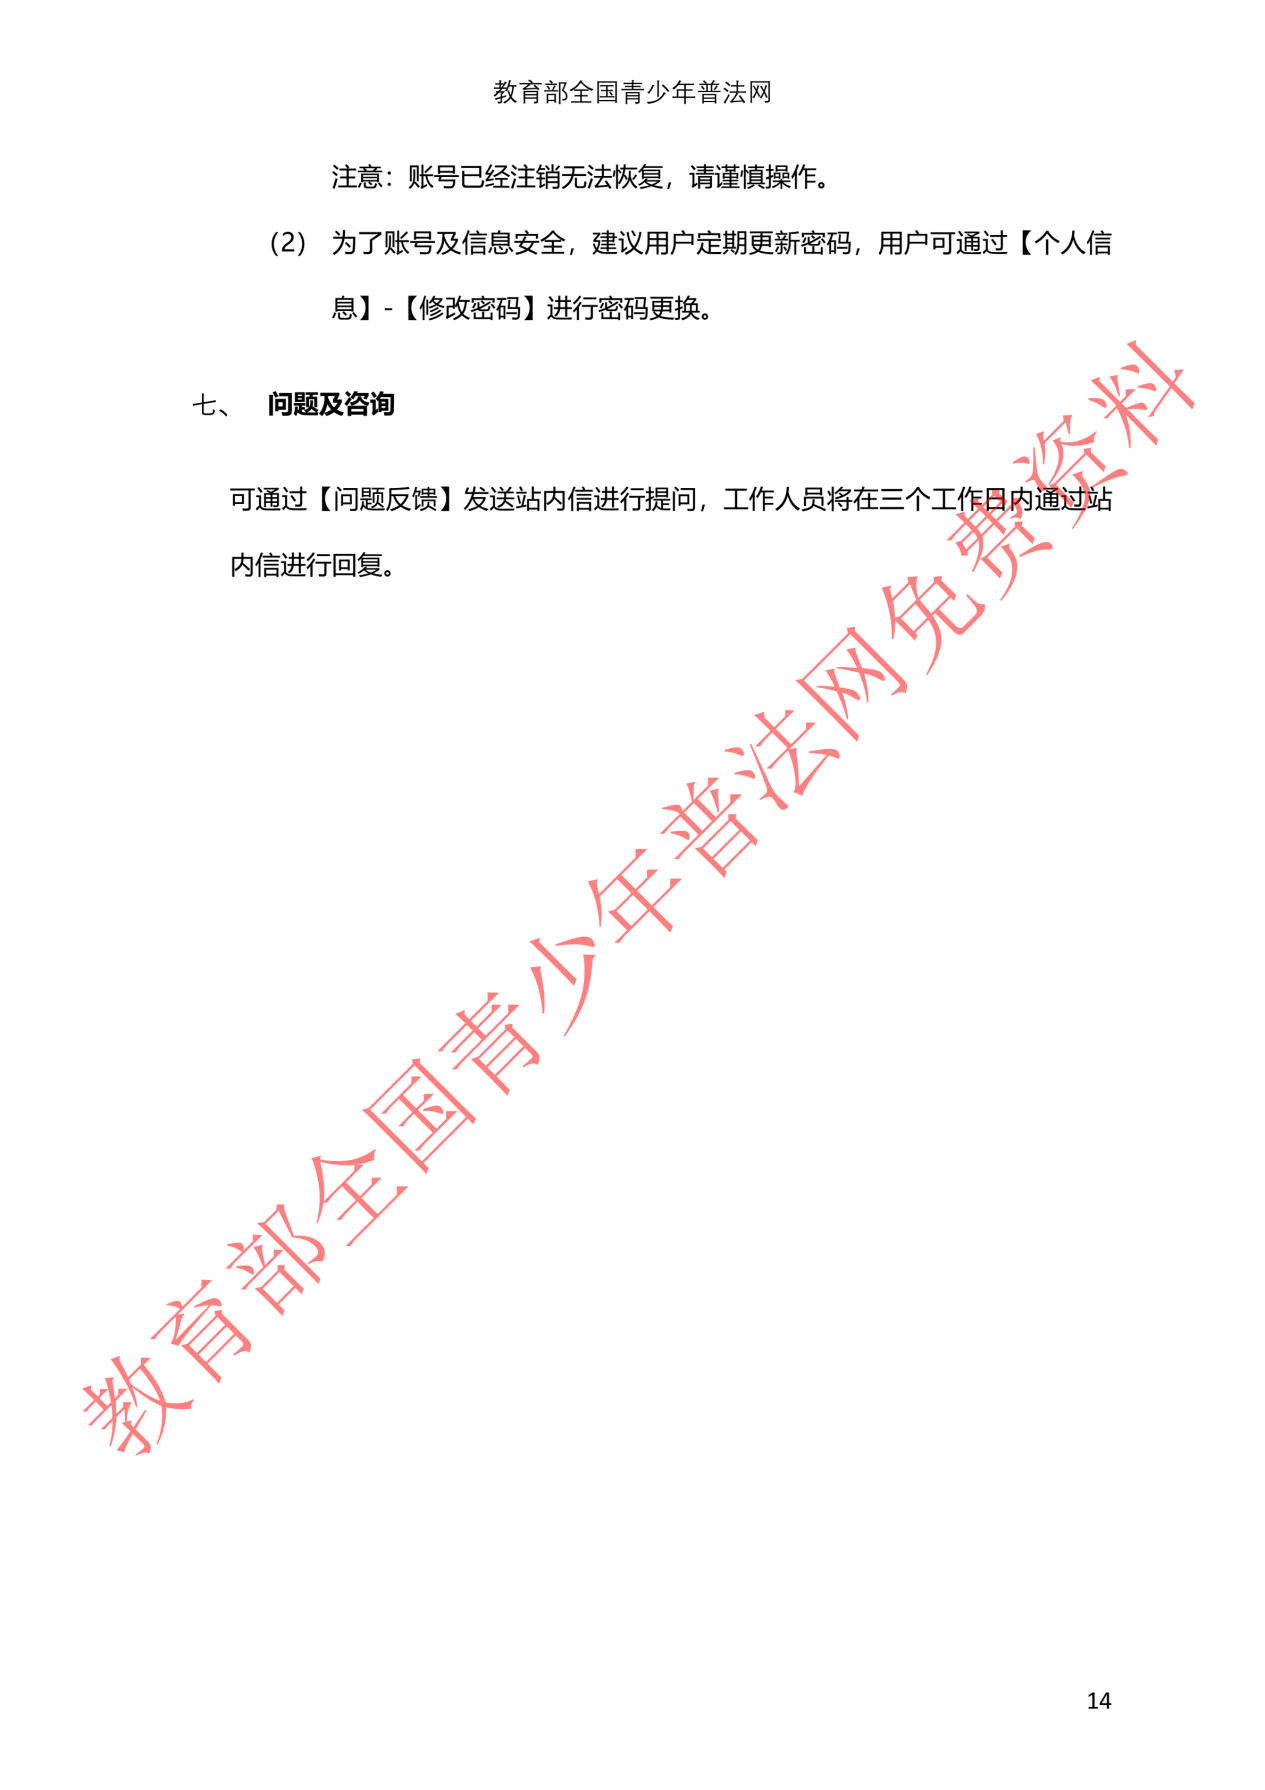 教育部全国青少年普法网
注意：账号已经注销无法恢复，请谨慎操作。
（2） 为了账号及信息安全，建议用户定期更新密码，用户可通过【个人信
息】-【修改密码】进行密码更换。
七、 问题及咨询
可通过【问题反馈】发送站内信进行提问，工作人员将在三个工作日内通过站
内信进行回复。
教育部全国青少年普法网免费资料
14